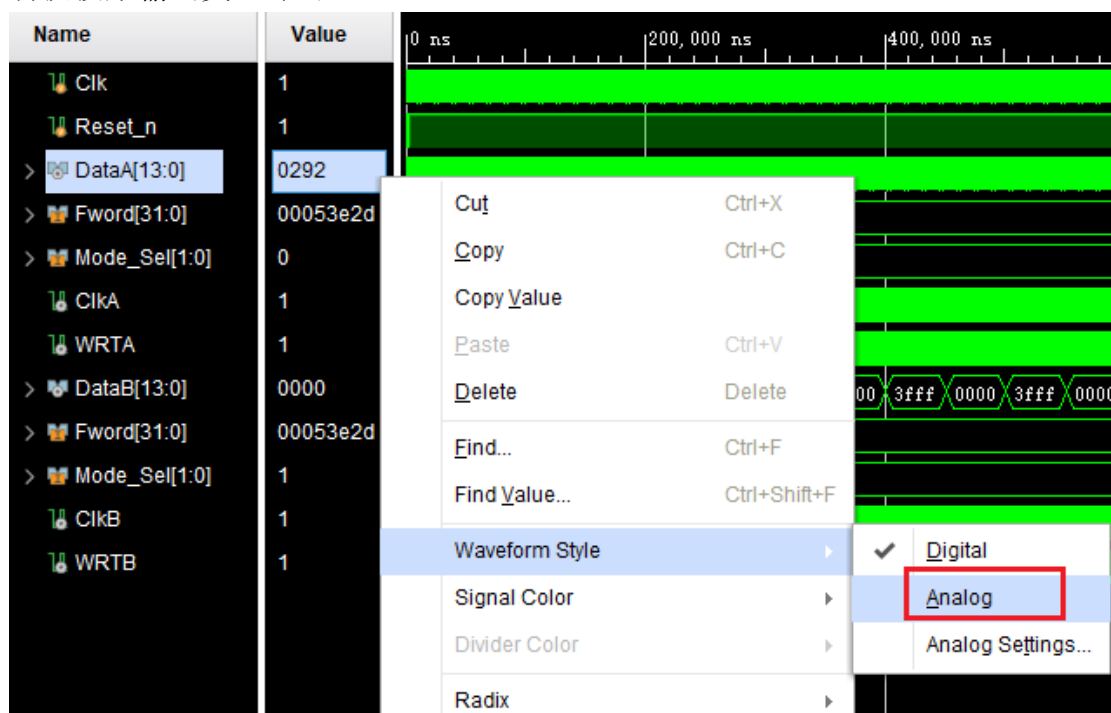 Name Value 0 ns 200,000 ns 400,000 ns
Clk 1
Reset_n 1
DataA[13:0] 0292
Fword[31:0] 00053e2d
Mode_Sel[1:0] 0
ClkA 1
WRTA 1
DataB[13:0] 0000 00 3fff 0000 3fff 0000
Fword[31:0] 00053e2d
Mode_Sel[1:0] 1
ClkB 1
WRTB 1
Cut Ctrl+X
Copy Ctrl+C
Copy Value
Paste Ctrl+V
Delete Delete
Find... Ctrl+F
Find Value... Ctrl+Shift+F
Waveform Style
Signal Color
Divider Color
Radix
Digital
Analog
Analog Settings...